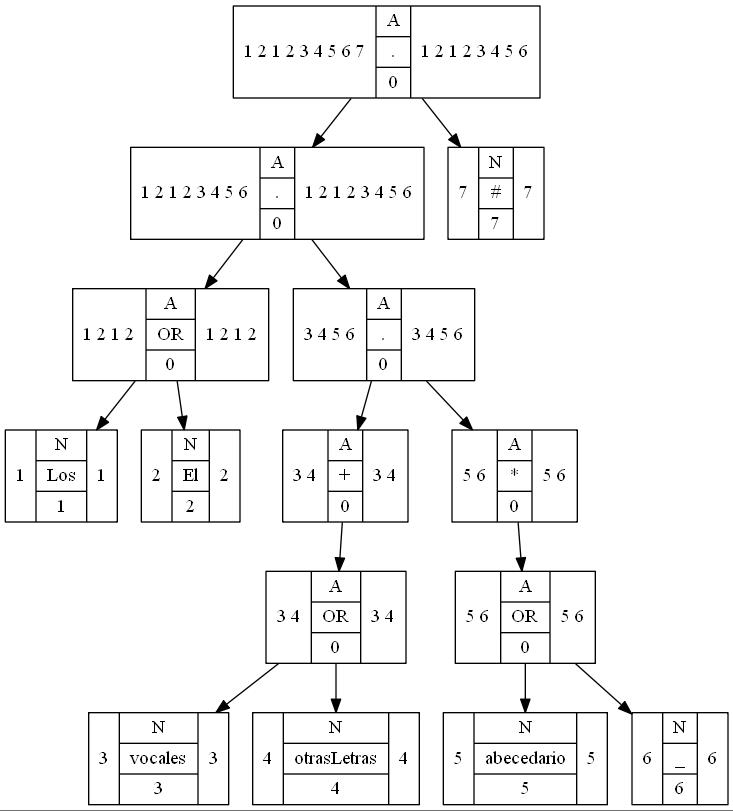 A
1 2 1 2 3 4 5 6 7 . 1 2 1 2 3 4 5 6
0
A
1 2 1 2 3 4 5 6 . 1 2 1 2 3 4 5 6
0
N
7 # 7
7
A
1 2 1 2 OR 1 2 1 2
0
A
3 4 5 6 . 3 4 5 6
0
N
1 Los 1
1
N
2 El 2
2
A
3 4 + 3 4
0
A
5 6 * 5 6
0
A
3 4 OR 3 4
0
A
5 6 OR 5 6
0
N
3 vocales 3
3
N
4 otrasLetras 4
4
N
5 abecedario 5
5
N
6 _ 6
6